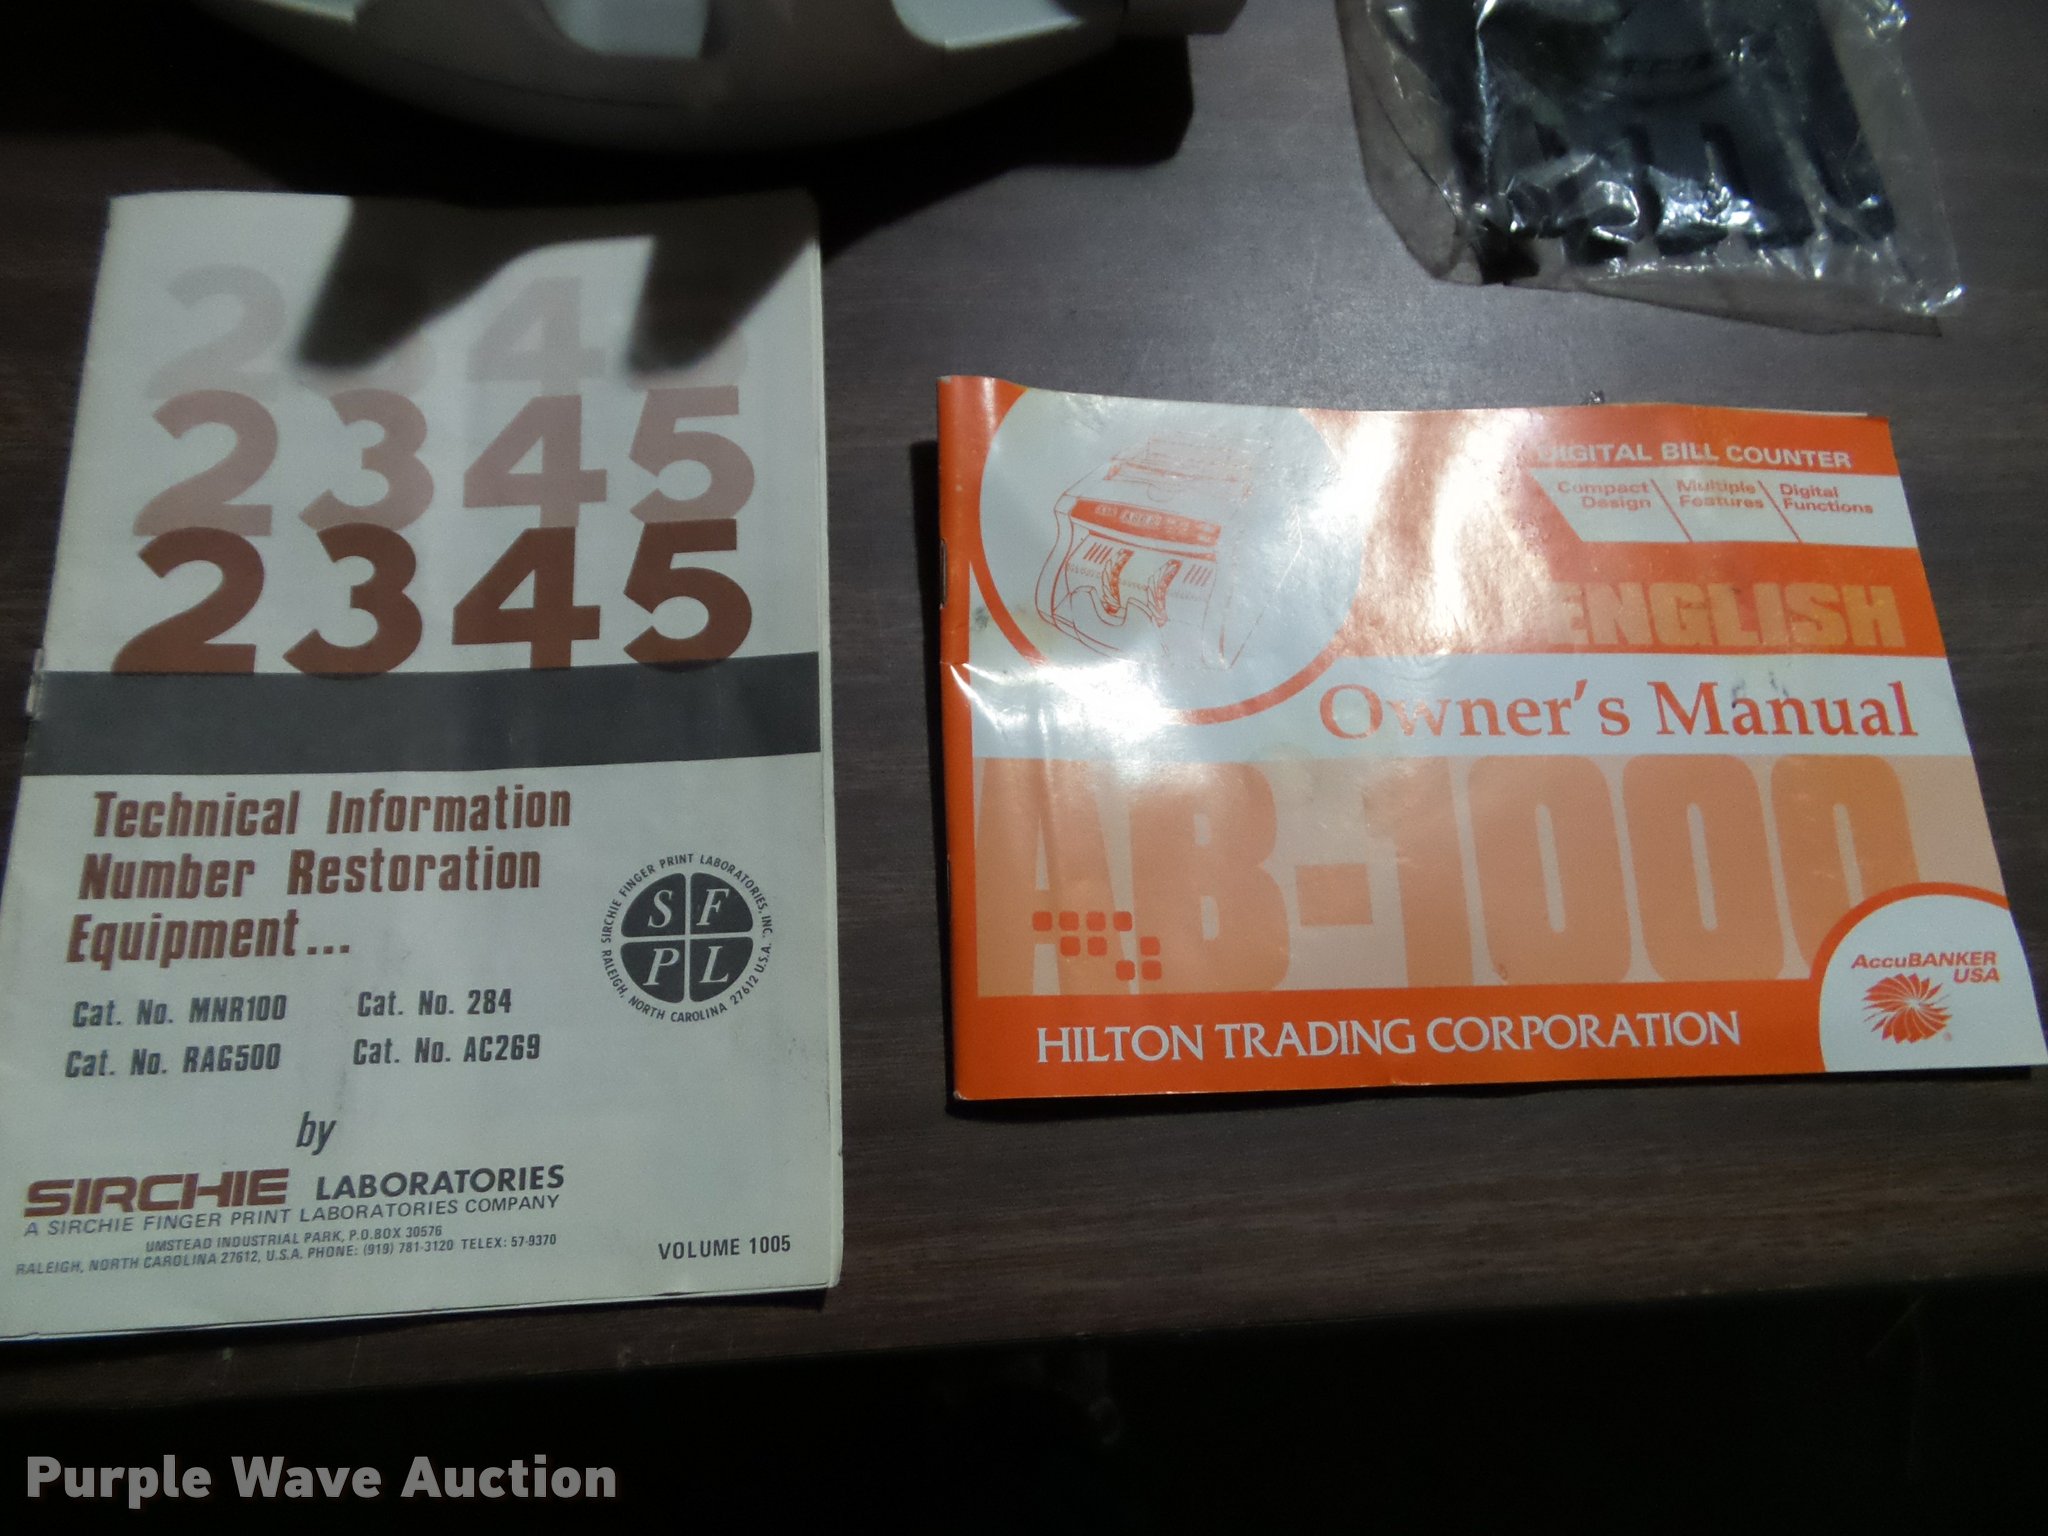 2345
2345
2345
Technical Information
Number Restoration
Equipment...
Cat. No. MNR100
Cat. No. 284
Cat. No. RAG500
Cat. No. AC269
SIRCHIE FINGER PRINT LABORATORIES, INC.
RALEIGH, NORTH CAROLINA 27612 U.S.A.
S F
P L
by
SIRCHIE LABORATORIES
A SIRCHIE FINGER PRINT LABORATORIES COMPANY
UMSTEAD INDUSTRIAL PARK, P.O.BOX 30576
RALEIGH, NORTH CAROLINA 27612, U.S.A. PHONE: (919) 781-3120 TELEX: 57-9370
VOLUME 1005
DIGITAL BILL COUNTER
Compact Design
Multiple Features
Digital Functions
ENGLISH
Owner's Manual
AB-1000
AccuBANKER
USA
HILTON TRADING CORPORATION
Purple Wave Auction